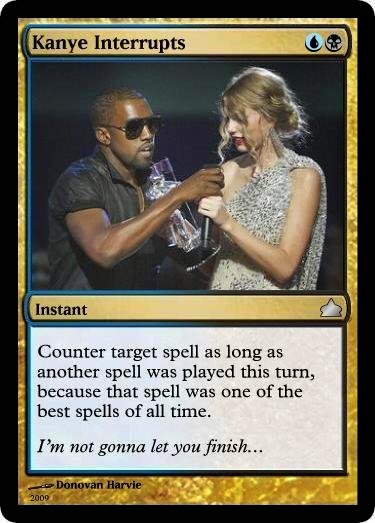 Kanye Interrupts
Instant
Counter target spell as long as
another spell was played this turn,
because that spell was one of the
best spells of all time.
I'm not gonna let you finish...
Donovan Harvie
2009